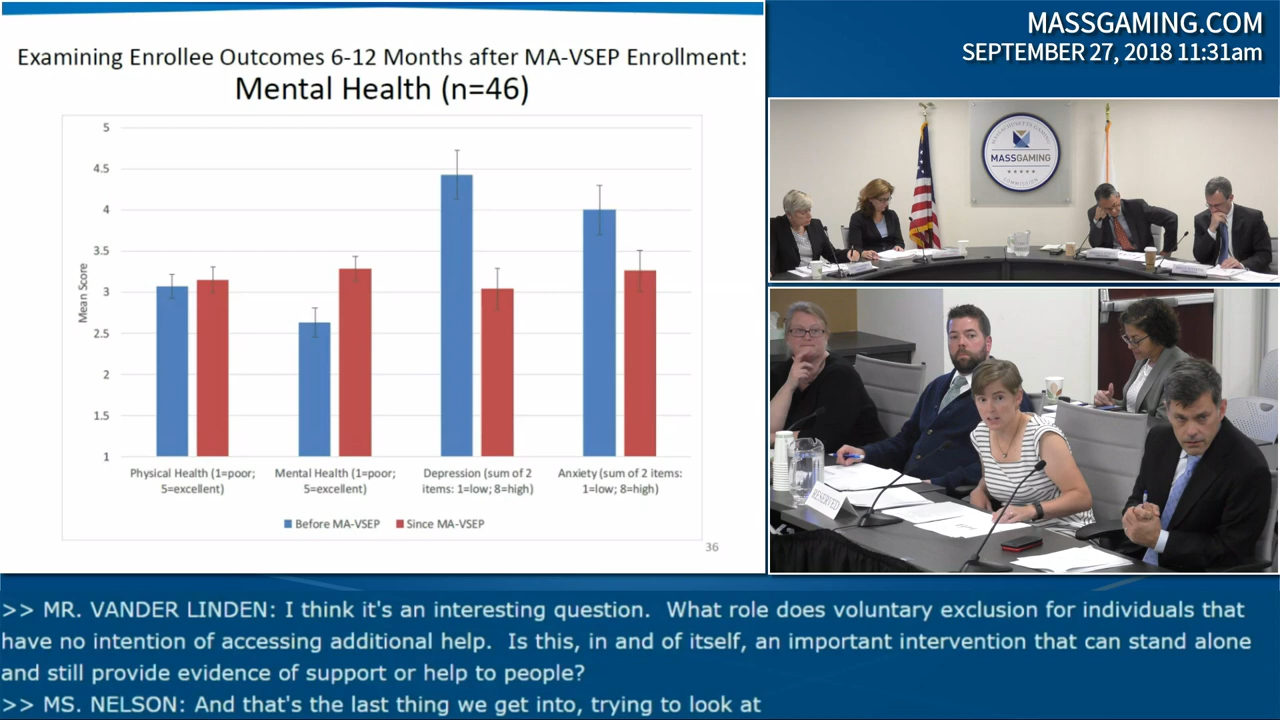 MASSGAMING.COM
SEPTEMBER 27, 2018 11:31am
Examining Enrollee Outcomes 6-12 Months after MA-VSEP Enrollment:
Mental Health (n=46)
5
4.5
4
3.5
3
2.5
2
1.5
1
Mean Score
Physical Health (1=poor;
5=excellent)
Mental Health (1=poor;
5=excellent)
Depression (sum of 2
items: 1=low; 8=high)
Anxiety (sum of 2 items:
1=low; 8=high)
Before MA-VSEP
Since MA-VSEP
36
MASSACHUSETTS GAMING
MASSGAMING
COMMISSION
RESERVED
>> MR. VANDER LINDEN: I think it's an interesting question.  What role does voluntary exclusion for individuals that
have no intention of accessing additional help.  Is this, in and of itself, an important intervention that can stand alone
and still provide evidence of support or help to people?
>> MS. NELSON: And that's the last thing we get into, trying to look at